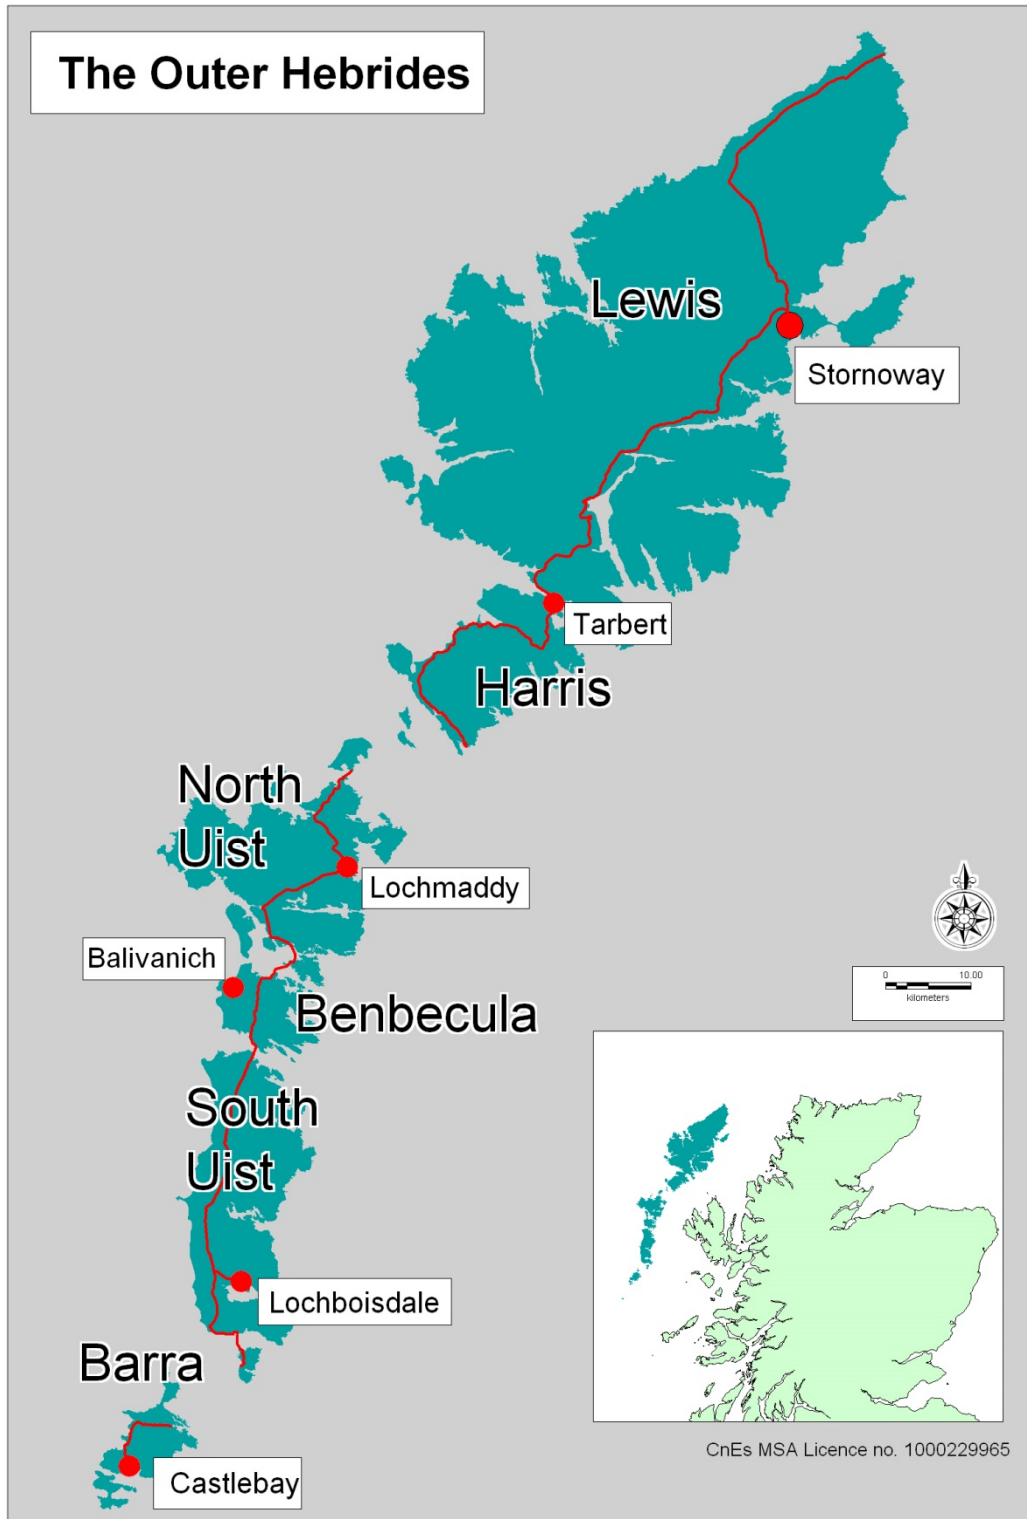 The Outer Hebrides
Lewis
Stornoway
Tarbert
Harris
North
Uist
Lochmaddy
Balivanich
Benbecula
0 10.00
kilometers
South
Uist
Lochboisdale
Barra
Castlebay
CnEs MSA Licence no. 1000229965